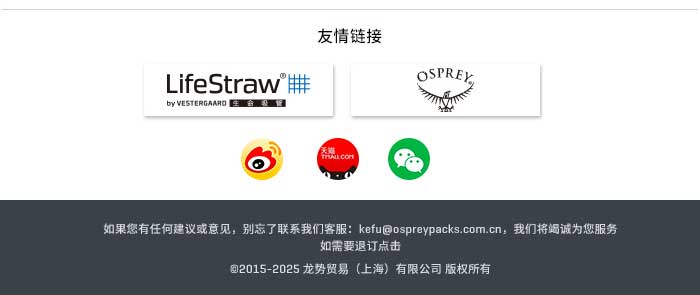 友情链接
LifeStraw®
by VESTERGAARD 生命吸管
OSPREY
天猫
TMALL.COM
如果您有任何建议或意见，别忘了联系我们客服：kefu@ospreypacks.com.cn，我们将竭诚为您服务
如需要退订点击
©2015-2025 龙势贸易（上海）有限公司 版权所有